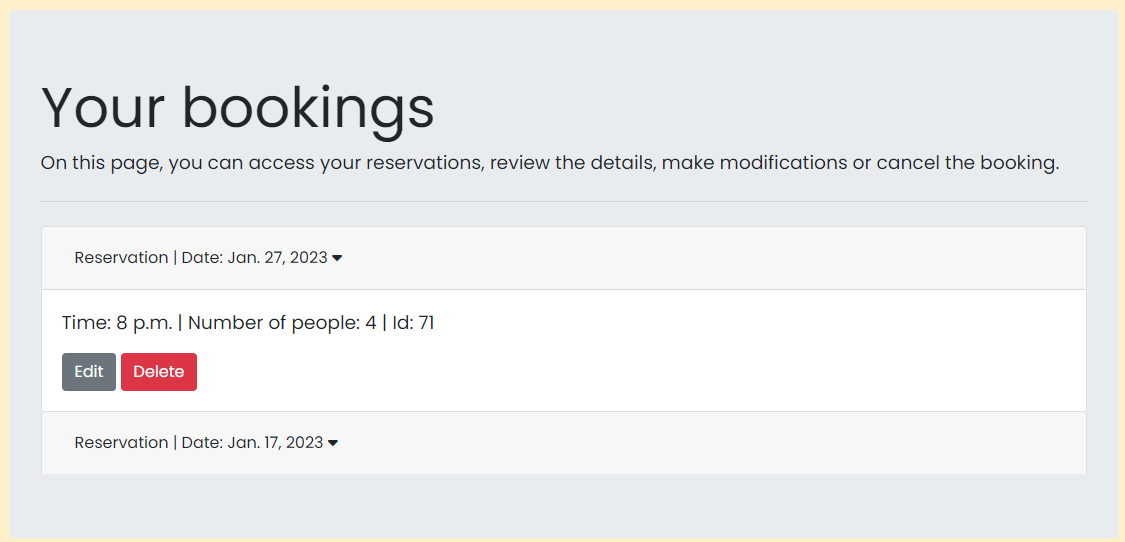 Your bookings
On this page, you can access your reservations, review the details, make modifications or cancel the booking.
Reservation | Date: Jan. 27, 2023
Time: 8 p.m. | Number of people: 4 | Id: 71
Edit Delete
Reservation | Date: Jan. 17, 2023